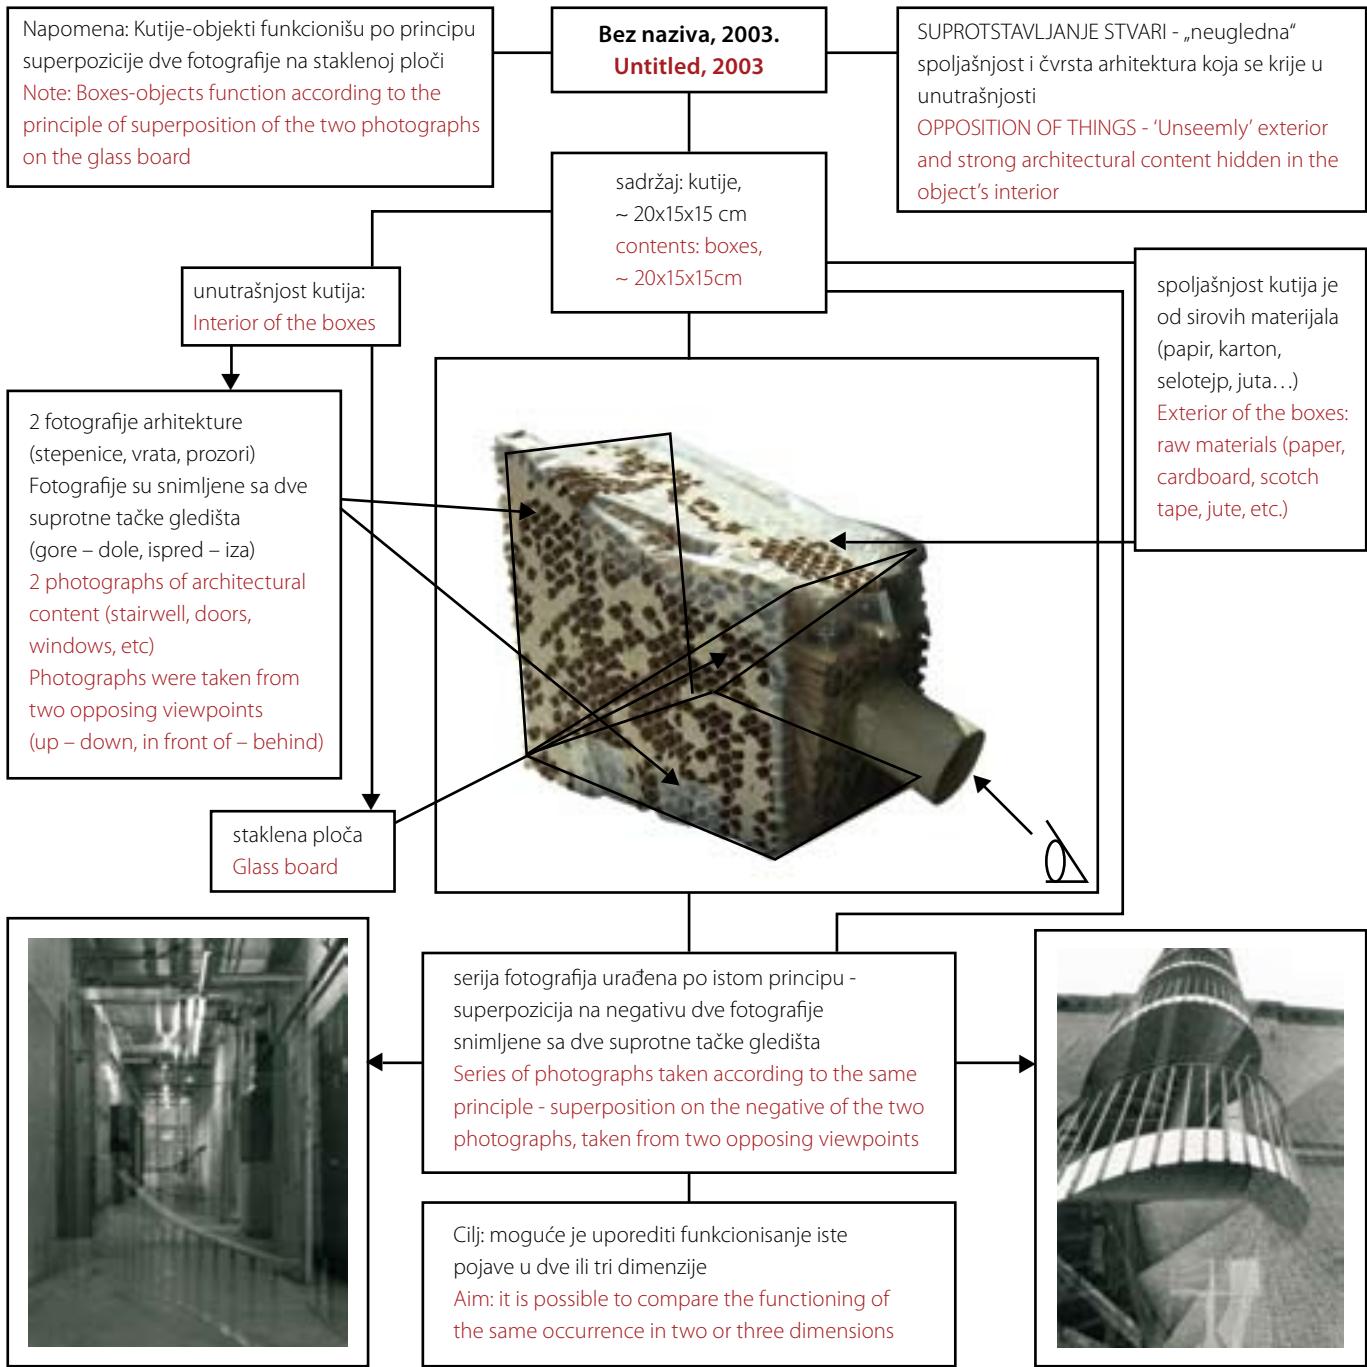 Napomena: Kutije-objekti funkcionišu po principu
superpozicije dve fotografije na staklenoj ploči
Note: Boxes-objects function according to the
principle of superposition of the two photographs
on the glass board
Bez naziva, 2003.
Untitled, 2003
SUPROTSTAVLJANJE STVARI - „neugledna“
spoljašnjost i čvrsta arhitektura koja se krije u
unutrašnjosti
OPPOSITION OF THINGS - ‘Unseemly’ exterior
and strong architectural content hidden in the
object’s interior
sadržaj: kutije,
~ 20x15x15 cm
contents: boxes,
~ 20x15x15cm
unutrašnjost kutija:
Interior of the boxes
spoljašnjost kutija je
od sirovih materijala
(papir, karton,
selotejp, juta…)
Exterior of the boxes:
raw materials (paper,
cardboard, scotch
tape, jute, etc.)
2 fotografije arhitekture
(stepenice, vrata, prozori)
Fotografije su snimljene sa dve
suprotne tačke gledišta
(gore – dole, ispred – iza)
2 photographs of architectural
content (stairwell, doors,
windows, etc)
Photographs were taken from
two opposing viewpoints
(up – down, in front of – behind)
staklena ploča
Glass board
serija fotografija urađena po istom principu -
superpozicija na negativu dve fotografije
snimljene sa dve suprotne tačke gledišta
Series of photographs taken according to the same
principle - superposition on the negative of the two
photographs, taken from two opposing viewpoints
Cilj: moguće je uporediti funkcionisanje iste
pojave u dve ili tri dimenzije
Aim: it is possible to compare the functioning of
the same occurrence in two or three dimensions